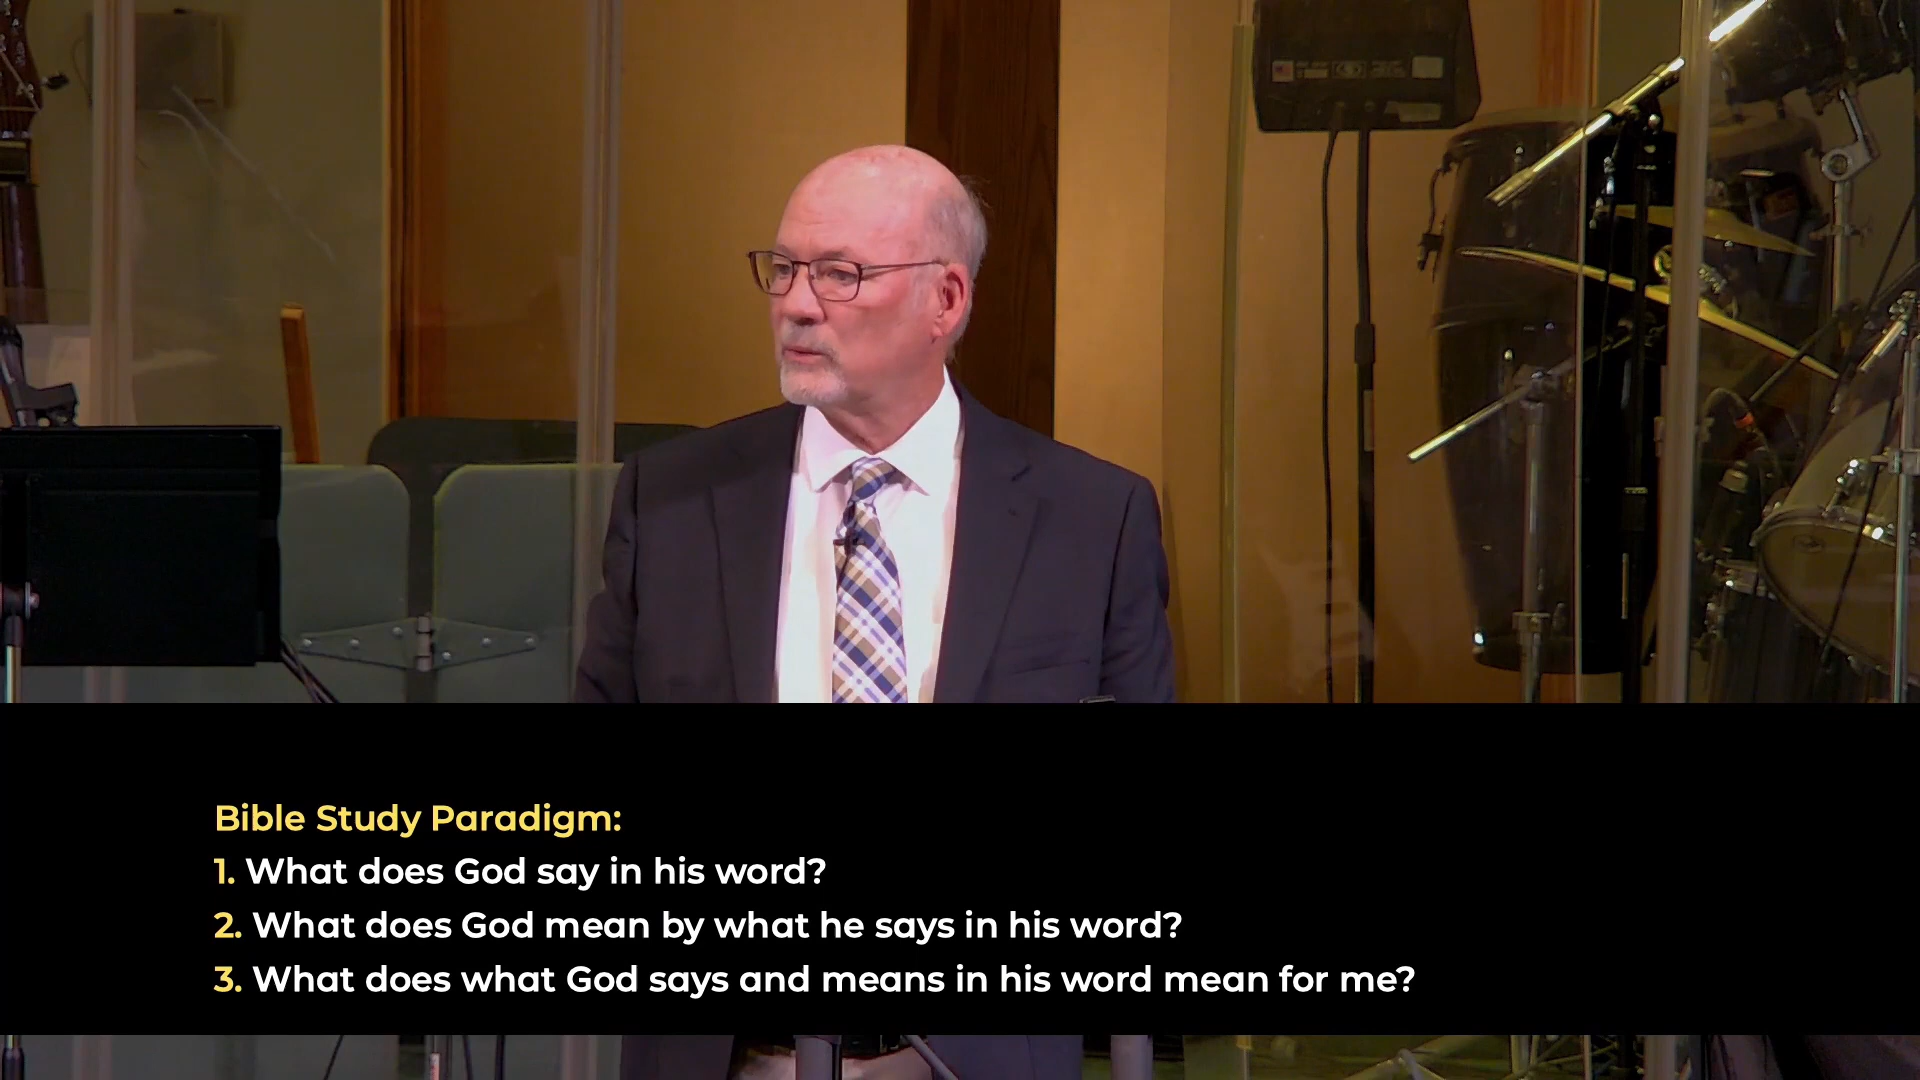 Bible Study Paradigm:
1. What does God say in his word?
2. What does God mean by what he says in his word?
3. What does what God says and means in his word mean for me?